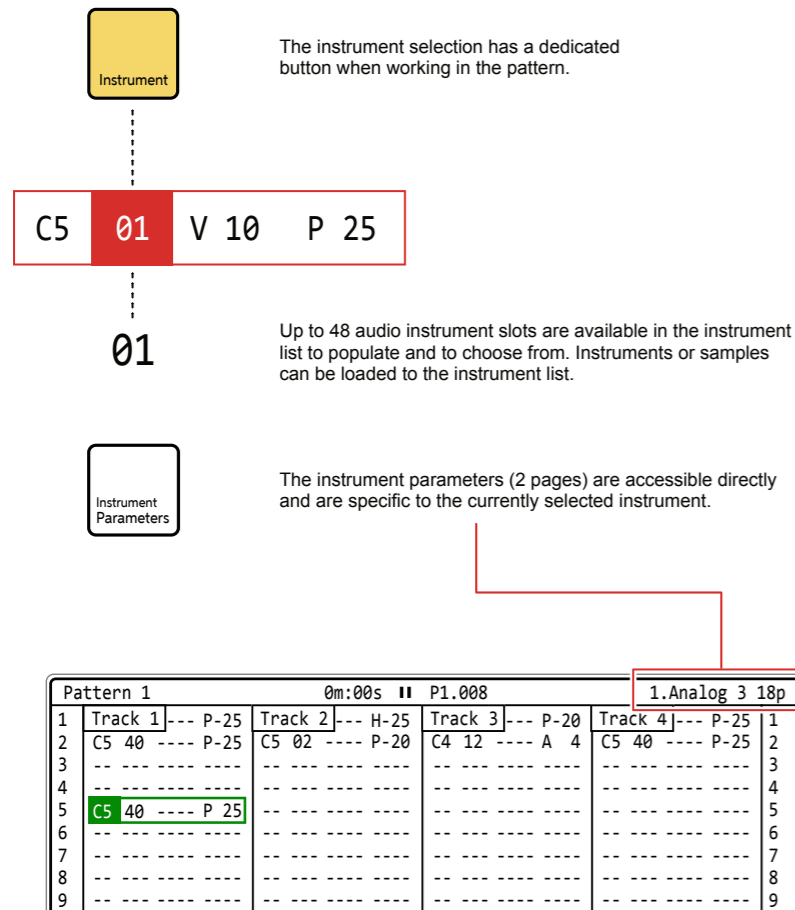 The instrument selection has a dedicated
button when working in the pattern.
Instrument
C5 01 V 10 P 25
01
Up to 48 audio instrument slots are available in the instrument
list to populate and to choose from. Instruments or samples
can be loaded to the instrument list.
Instrument
Parameters
The instrument parameters (2 pages) are accessible directly
and are specific to the currently selected instrument.
Pattern 1 0m:00s II P1.008 1.Analog 3 18p
1 Track 1 --- P-25 Track 2 --- H-25 Track 3 --- P-20 Track 4 --- P-25 1
2 C5 40 ---- P-25 C5 02 ---- P-20 C4 12 ---- A 4 C5 40 ---- P-25 2
3 -- --- ---- ---- -- --- ---- ---- -- --- ---- ---- -- --- ---- ---- 3
4 -- --- ---- ---- -- --- ---- ---- -- --- ---- ---- -- --- ---- ---- 4
5 C5 40 ---- P 25 -- --- ---- ---- -- --- ---- ---- -- --- ---- ---- 5
6 -- --- ---- ---- -- --- ---- ---- -- --- ---- ---- -- --- ---- ---- 6
7 -- --- ---- ---- -- --- ---- ---- -- --- ---- ---- -- --- ---- ---- 7
8 -- --- ---- ---- -- --- ---- ---- -- --- ---- ---- -- --- ---- ---- 8
9 -- --- ---- ---- -- --- ---- ---- -- --- ---- ---- -- --- ---- ---- 9